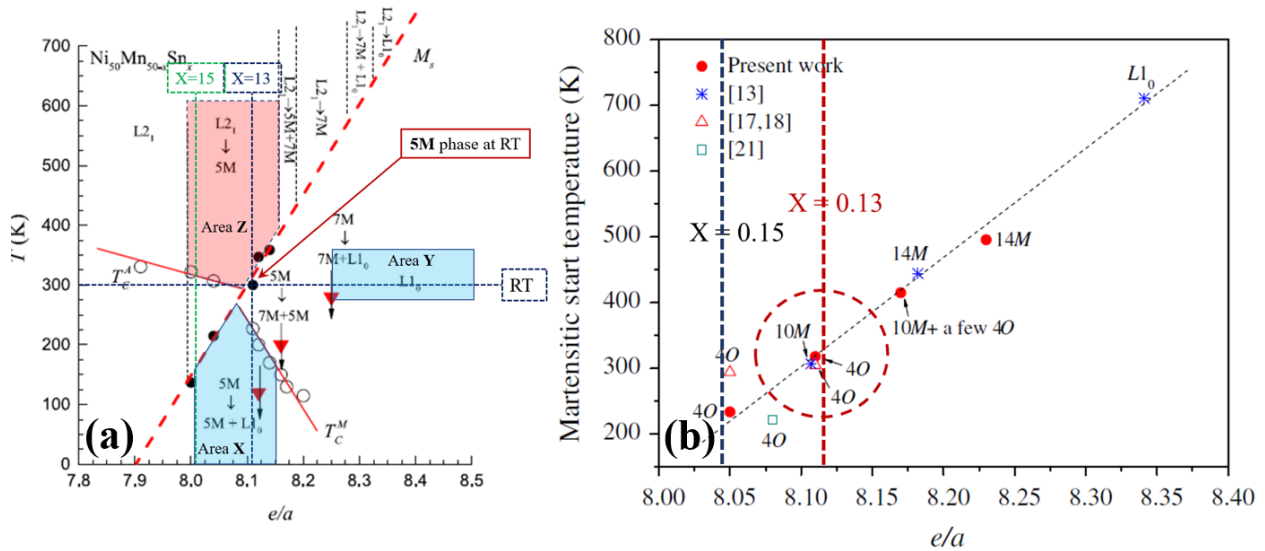 700
600
500
400
300
200
100
0
T (K)
7,8
7,9
8,0
8,1
8,2
8,3
8,4
8,5
e/a
(a)
Ni50Mn50-xSnx
X=15
X=13
L2₁
L2₁
↓
5M
Area Z
L2₁→5M+7M
L2₁→7M
L2₁→7M + L1₀
L2₁→L1₀
Mₛ
5M phase at RT
7M
↓
7M+L1₀
Area Y
L1₀
RT
T_C^A
5M
↓
7M+5M
5M
↓
5M + L1₀
Area X
T_C^M
800
700
600
500
400
300
200
Martensitic start temperature (K)
8.00
8.05
8.10
8.15
8.20
8.25
8.30
8.35
8.40
e/a
(b)
Present work
[13]
[17,18]
[21]
X = 0.13
X = 0.15
L1₀
14M
14M
10M+ a few 4O
10M
4O
4O
4O
4O
4O